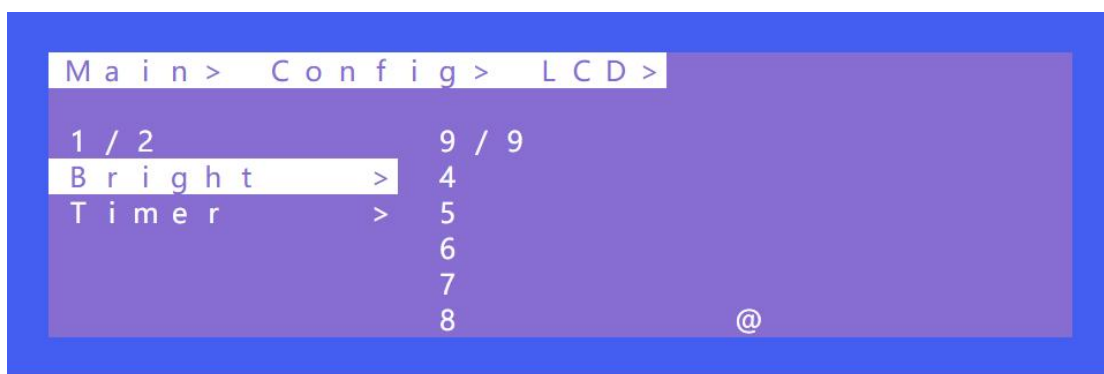 Main> Config> LCD>
1/2 9/9
Bright > 4
Timer > 5
6
7
8 @